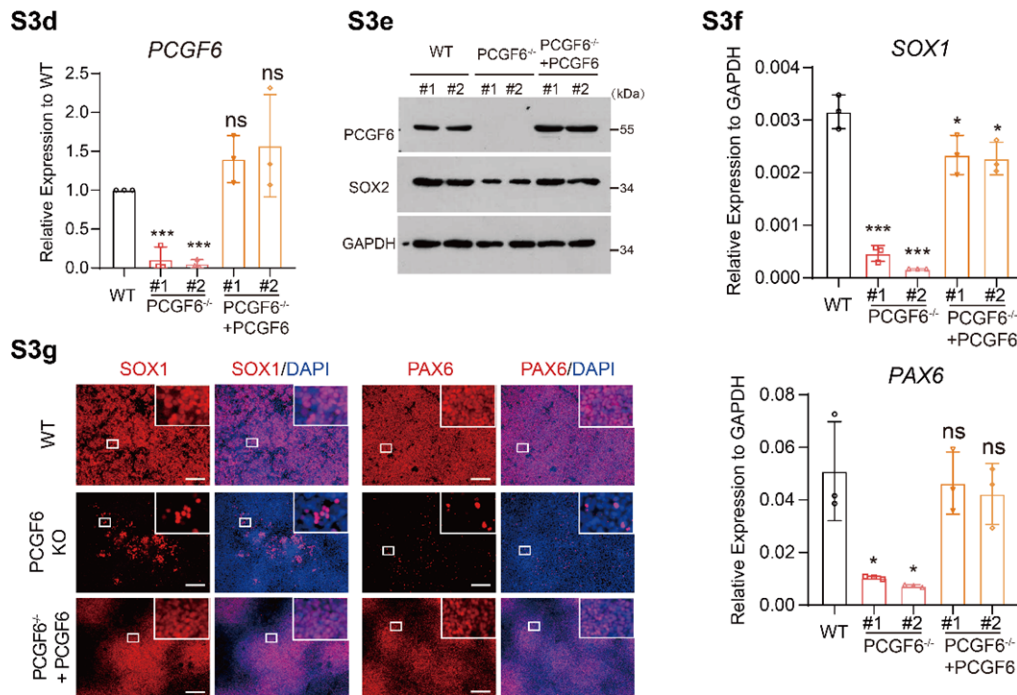 S3d
PCGF6
Relative Expression to WT
2.5
2.0
1.5
1.0
0.5
0.0
ns
ns
***
***
WT
#1 #2
PCGF6-/-
#1 #2
PCGF6-/-
+PCGF6
S3e
WT
PCGF6-/-
PCGF6-/-
+PCGF6
#1 #2 #1 #2 #1 #2 (kDa)
PCGF6
55
SOX2
34
GAPDH
34
S3f
SOX1
Relative Expression to GAPDH
0.004
0.003
0.002
0.001
0.000
*
*
***
***
WT
#1 #2
PCGF6-/-
#1 #2
PCGF6-/-
+PCGF6
PAX6
Relative Expression to GAPDH
0.08
0.06
0.04
0.02
0.00
ns
ns
*
*
WT
#1 #2
PCGF6-/-
#1 #2
PCGF6-/-
+PCGF6
S3g
SOX1
SOX1/DAPI
PAX6
PAX6/DAPI
WT
PCGF6
KO
PCGF6-/-
+ PCGF6